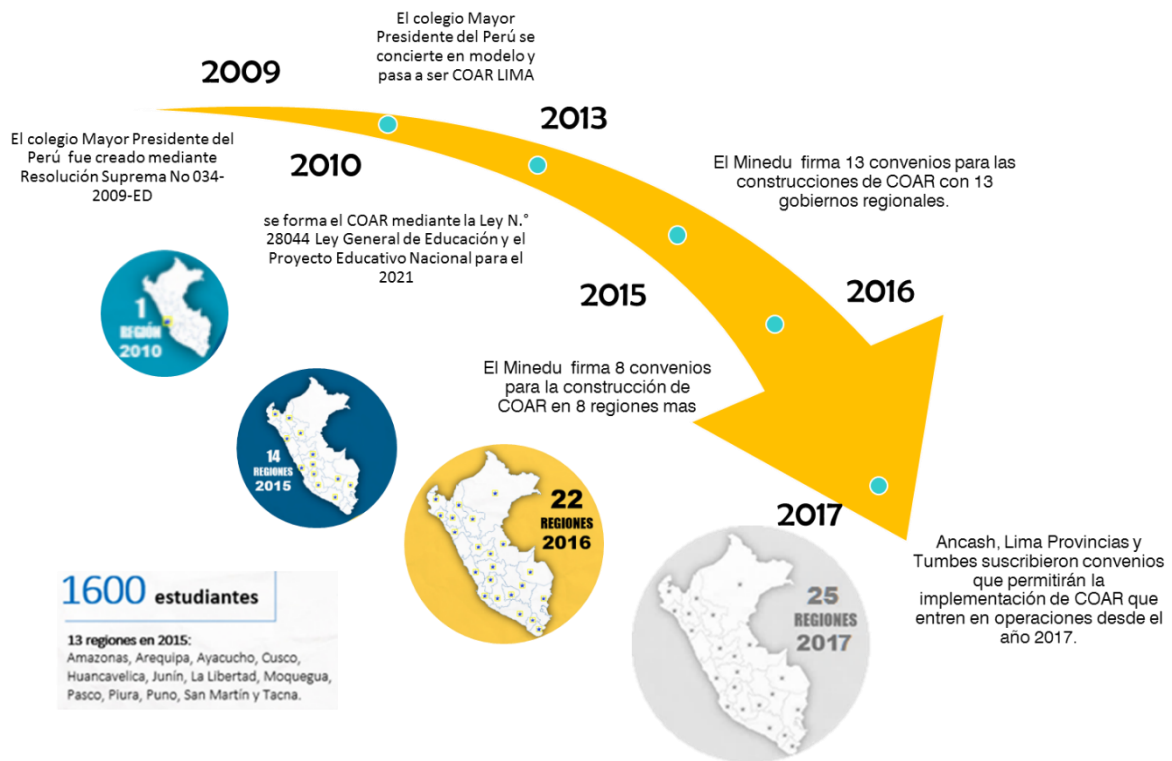 2009
El colegio Mayor Presidente del
Perú fue creado mediante
Resolución Suprema No 034-
2009-ED
El colegio Mayor
Presidente del Perú se
concierte en modelo y
pasa a ser COAR LIMA
2010
se forma el COAR mediante la Ley N.°
28044 Ley General de Educación y el
Proyecto Educativo Nacional para el
2021
2013
El Minedu firma 13 convenios para las
construcciones de COAR con 13
gobiernos regionales.
2015
El Minedu firma 8 convenios
para la construcción de
COAR en 8 regiones mas
2016
2017
Ancash, Lima Provincias y
Tumbes suscribieron convenios
que permitirán la
implementación de COAR que
entren en operaciones desde el
año 2017.
1
REGIÓN
2010
14
REGIONES
2015
22
REGIONES
2016
25
REGIONES
2017
1600 estudiantes
13 regiones en 2015:
Amazonas, Arequipa, Ayacucho, Cusco,
Huancavelica, Junín, La Libertad, Moquegua,
Pasco, Piura, Puno, San Martín y Tacna.